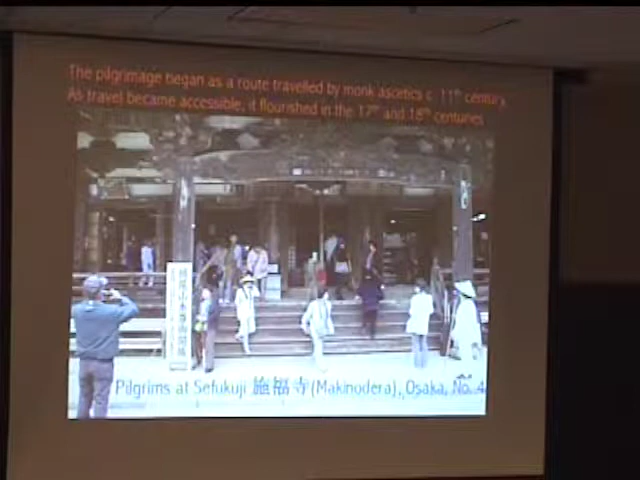 The pilgrimage began as a route travelled by monk ascetics c. 11th century.
As travel became accessible, it flourished in the 17th and 18th centuries
Pilgrims at Sefukuji 施福寺(Makinodera), Osaka, No. 4